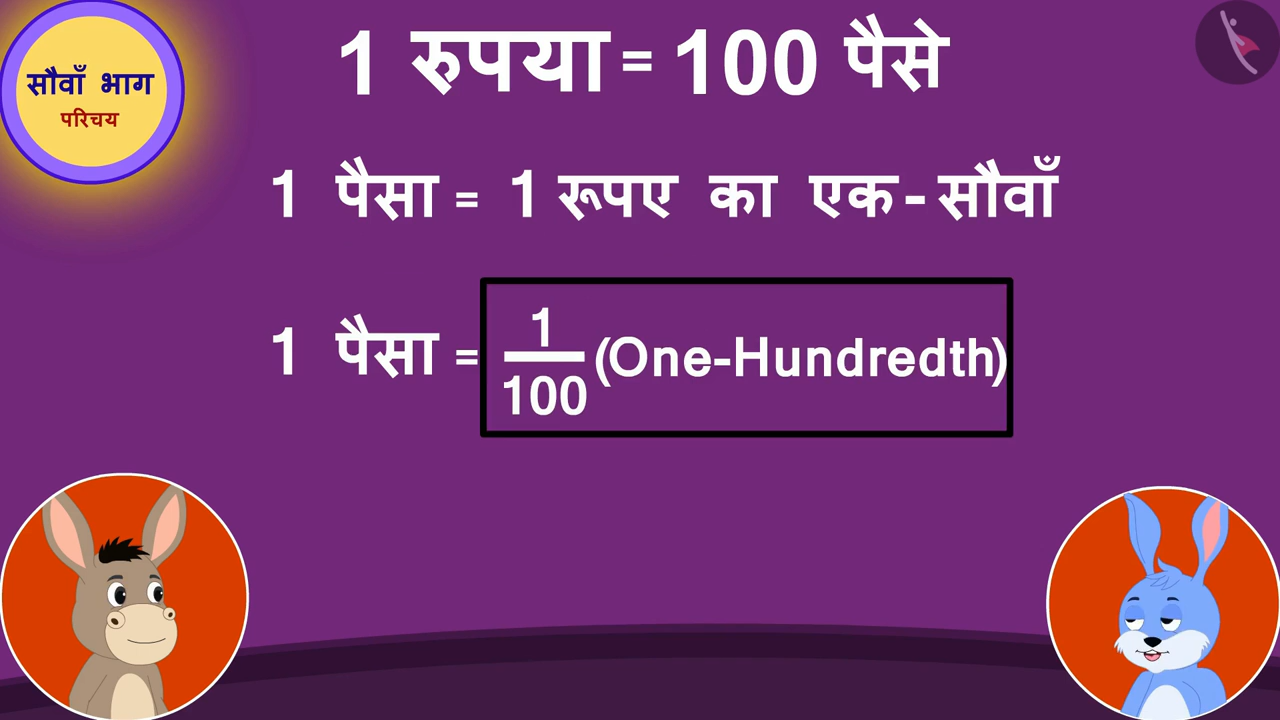 सौवाँ भाग
परिचय
1 रुपया = 100 पैसे
1 पैसा = 1 रूपए का एक-सौवाँ
1 पैसा = 1/100 (One-Hundredth)